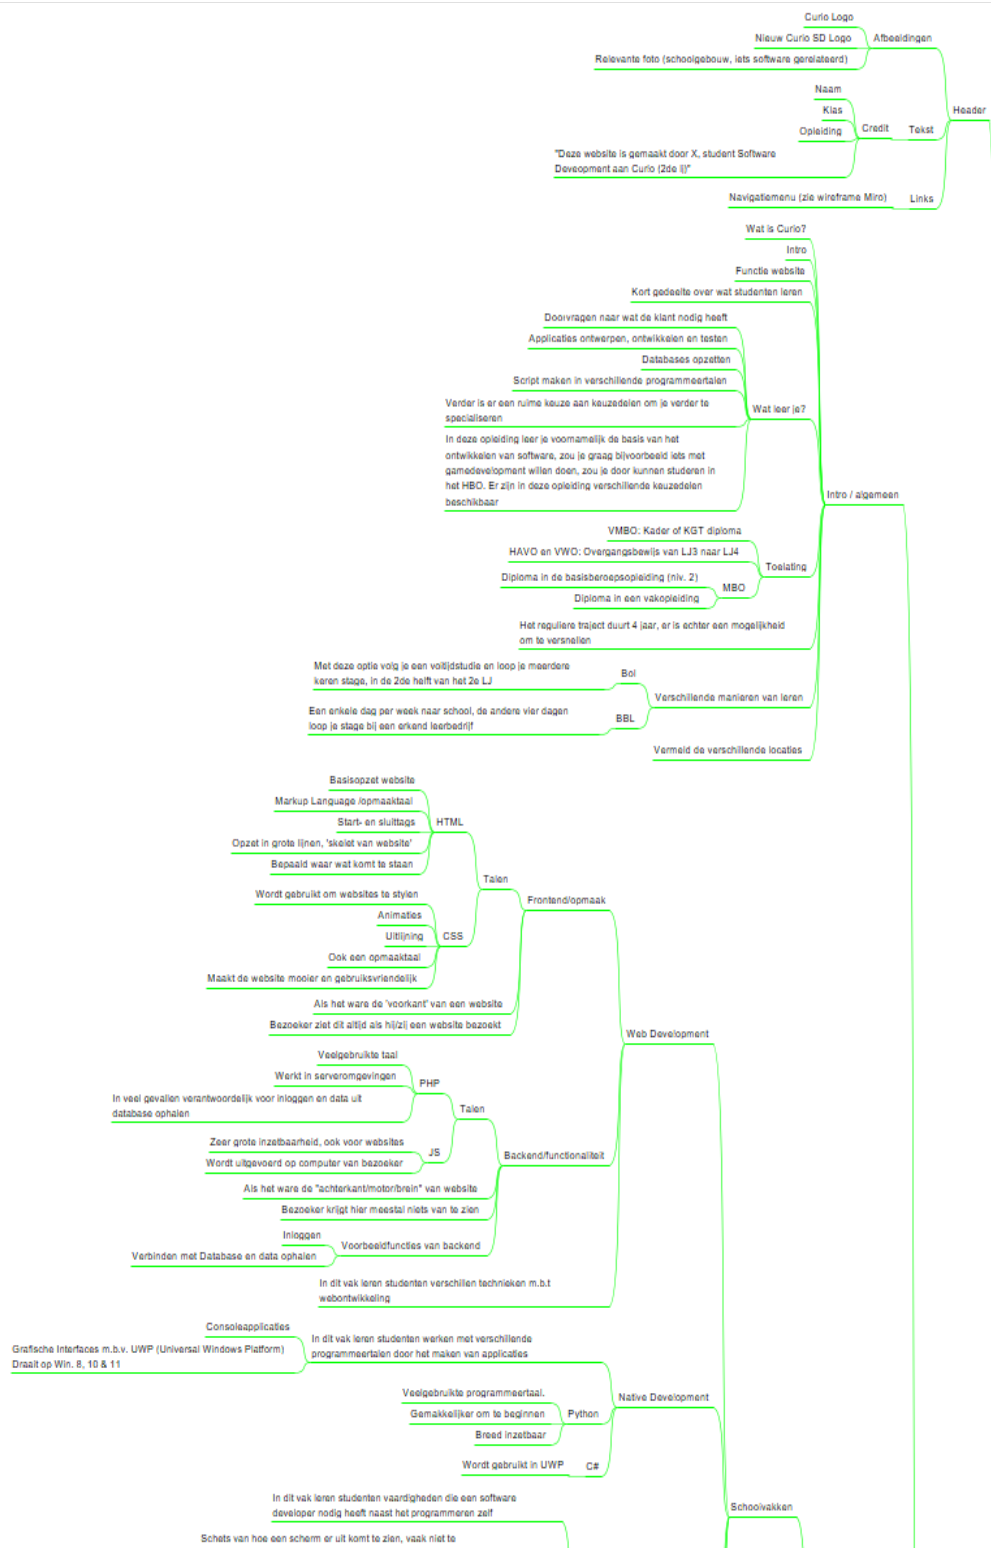 Curio Logo
Nieuw Curio SD Logo
Afbeeldingen
Relevante foto (schoolgebouw, iets software gerelateerd)
Naam
Klas
Header
Opleiding
Credit
Tekst
"Deze website is gemaakt door X, student Software
Deveopment aan Curio (2de lj)"
Navigatiemenu (zie wireframe Miro)
Links
Wat is Curio?
Intro
Functie website
Kort gedeelte over wat studenten leren
Doorvragen naar wat de klant nodig heeft
Applicaties ontwerpen, ontwikkelen en testen
Databases opzetten
Script maken in verschillende programmeertalen
Verder is er een ruime keuze aan keuzedelen om je verder te
specialiseren
Wat leer je?
In deze opleiding leer je voornamelijk de basis van het
ontwikkelen van software, zou je graag bijvoorbeeld iets met
gamedevelopment willen doen, zou je door kunnen studeren in
het HBO. Er zijn in deze opleiding verschillende keuzedelen
beschikbaar
Intro / algemeen
VMBO: Kader of KGT diploma
HAVO en VWO: Overgangsbewijs van LJ3 naar LJ4
Toelating
Diploma in de basisberoepsopleiding (niv. 2)
MBO
Diploma in een vakopleiding
Het reguliere traject duurt 4 jaar, er is echter een mogelijkheid
om te versnellen
Met deze optie volg je een voltijdstudie en loop je meerdere
keren stage, in de 2de helft van het 2e LJ
Bol
Verschillende manieren van leren
Een enkele dag per week naar school, de andere vier dagen
loop je stage bij een erkend leerbedrijf
BBL
Vermeld de verschillende locaties
Basisopzet website
Markup Language /opmaaktaal
Start- en sluittags
HTML
Opzet in grote lijnen, 'skelet van website'
Bepaald waar wat komt te staan
Talen
Wordt gebruikt om websites te stylen
Frontend/opmaak
Animaties
Uitlijning
CSS
Ook een opmaaktaal
Maakt de website mooier en gebruiksvriendelijk
Als het ware de 'voorkant' van een website
Bezoeker ziet dit altijd als hij/zij een website bezoekt
Web Development
Veelgebruikte taal
Werkt in serveromgevingen
PHP
In veel gevallen verantwoordelijk voor inloggen en data uit
database ophalen
Talen
Zeer grote inzetbaarheid, ook voor websites
JS
Wordt uitgevoerd op computer van bezoeker
Backend/functionaliteit
Als het ware de "achterkant/motor/brein" van website
Bezoeker krijgt hier meestal niets van te zien
Inloggen
Voorbeeldfuncties van backend
Verbinden met Database en data ophalen
In dit vak leren studenten verschillen technieken m.b.t
webontwikkeling
Consoleapplicaties
In dit vak leren studenten werken met verschillende
programmeertalen door het maken van applicaties
Grafische Interfaces m.b.v. UWP (Universal Windows Platform)
Draait op Win. 8, 10 & 11
Veelgebruikte programmeertaal.
Native Development
Gemakkelijker om te beginnen
Python
Breed inzetbaar
Wordt gebruikt in UWP
C#
In dit vak leren studenten vaardigheden die een software
developer nodig heeft naast het programmeren zelf
Schoolvakken
Schets van hoe een scherm er uit komt te zien, vaak niet te